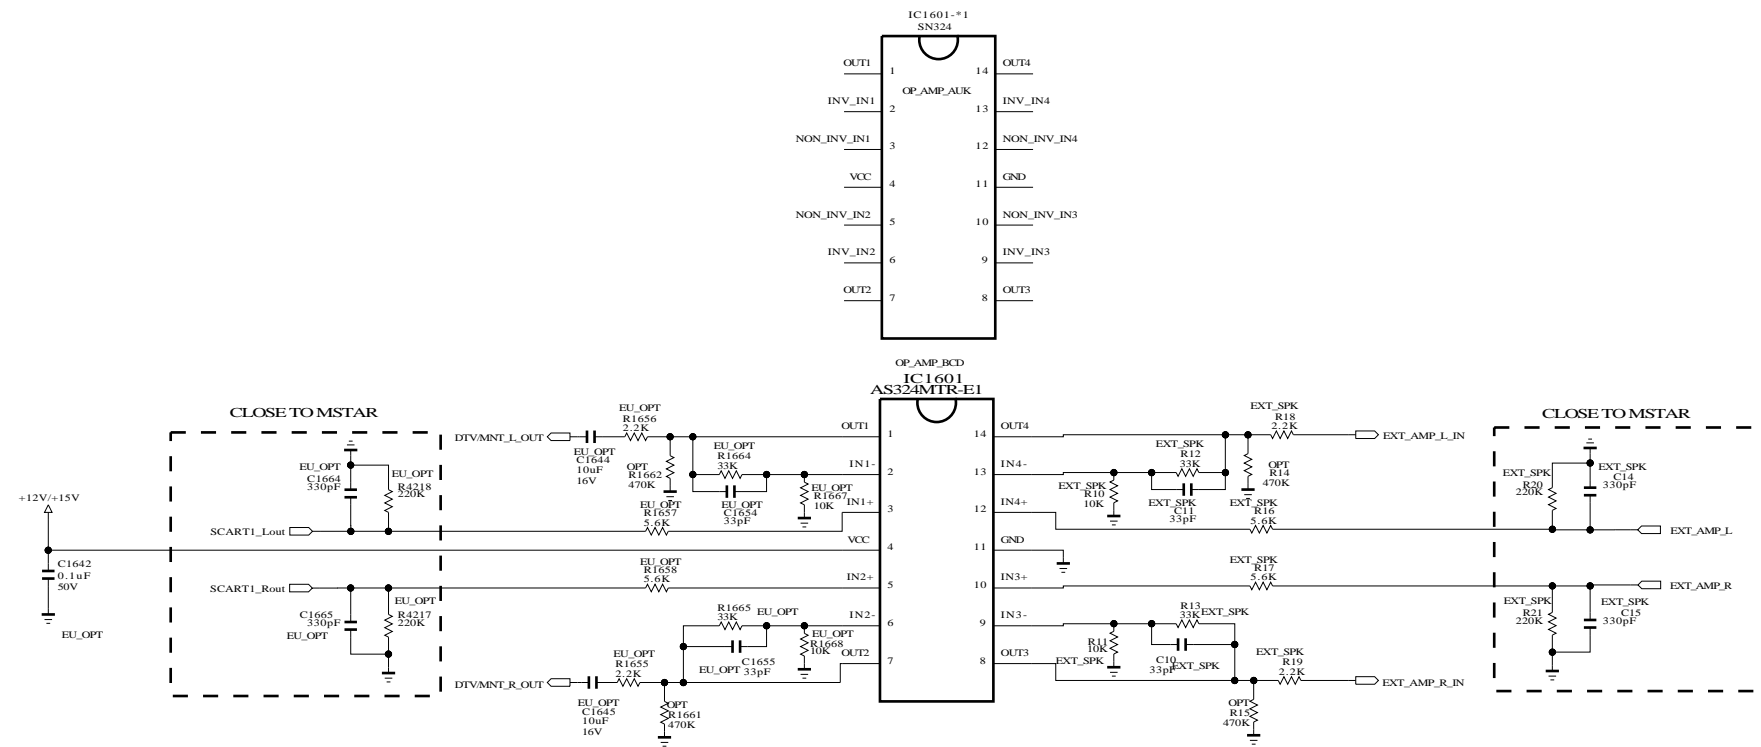 IC1601-*1
SN324
OUT1
1
14
OUT4
OP_AMP_AUK
INV_IN1
2
13
INV_IN4
NON_INV_IN1
3
12
NON_INV_IN4
VCC
4
11
GND
NON_INV_IN2
5
10
NON_INV_IN3
INV_IN2
6
9
INV_IN3
OUT2
7
8
OUT3
OP_AMP_BCD
IC1601
AS324MTR-E1
CLOSE TO MSTAR
EU_OPT
C1664
330pF
EU_OPT
R4218
220K
+12V/+15V
SCART1_Lout
C1642
0.1uF
50V
EU_OPT
SCART1_Rout
C1665
330pF
EU_OPT
EU_OPT
R4217
220K
DTV/MNT_L_OUT
EU_OPT
C1644
10uF
16V
EU_OPT
R1656
2.2K
OPT
R1662
470K
EU_OPT
R1664
33K
EU_OPT
C1654
33pF
EU_OPT
R1667
10K
EU_OPT
R1657
5.6K
EU_OPT
R1658
5.6K
R1665
33K
EU_OPT
EU_OPT
R1668
10K
EU_OPT
C1655
33pF
EU_OPT
R1655
2.2K
DTV/MNT_R_OUT
EU_OPT
C1645
10uF
16V
OPT
R1661
470K
OUT1
1
14
OUT4
IN1-
2
13
IN4-
IN1+
3
12
IN4+
VCC
4
11
GND
IN2+
5
10
IN3+
IN2-
6
9
IN3-
OUT2
7
8
OUT3
EXT_SPK
R18
2.2K
EXT_AMP_L_IN
EXT_SPK
R12
33K
OPT
R14
470K
EXT_SPK
R10
10K
EXT_SPK
C11
33pF
EXT_SPK
R16
5.6K
EXT_SPK
R17
5.6K
R13
33K
EXT_SPK
R11
10K
EXT_SPK
C10
33pF
EXT_SPK
EXT_SPK
R19
2.2K
EXT_AMP_R_IN
OPT
R15
470K
CLOSE TO MSTAR
EXT_SPK
R20
220K
EXT_SPK
C14
330pF
EXT_AMP_L
EXT_AMP_R
EXT_SPK
R21
220K
EXT_SPK
C15
330pF